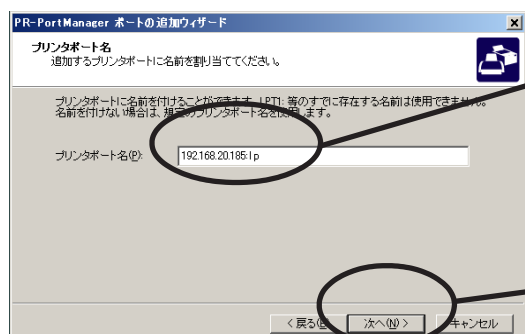 PR-PortManager ポートの追加ウィザード
プリンタポート名
追加するプリンタポートに名前を割り当ててください。
プリンタポートに名前を付けることができます。LPT1: 等のすでに存在する名前は使用できません。
名前を付けない場合は、規定のプリンタポート名を使用します。
プリンタポート名(P):
192.168.20.185:lp
< 戻る(B)
次へ(N) >
キャンセル